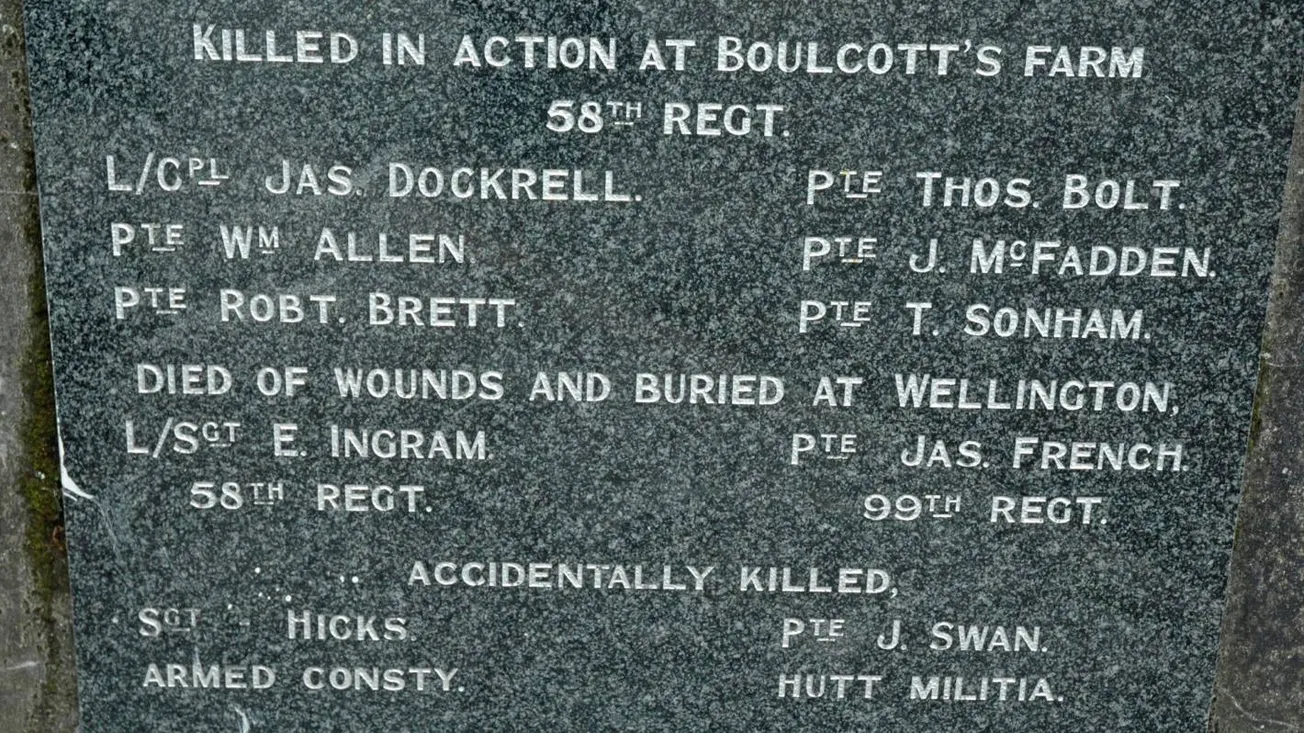 KILLED IN ACTION AT BOULCOTT'S FARM
58TH REGT.
L/CPL JAS. DOCKRELL. PTE THOS. BOLT.
PTE WM ALLEN PTE J. MCFADDEN.
PTE ROBT. BRETT. PTE T. SONHAM.
DIED OF WOUNDS AND BURIED AT WELLINGTON,
L/SGT E. INGRAM. PTE JAS. FRENCH.
58TH REGT. 99TH REGT.
ACCIDENTALLY KILLED,
SGT - HICKS. PTE J. SWAN.
ARMED CONSTY. HUTT MILITIA.